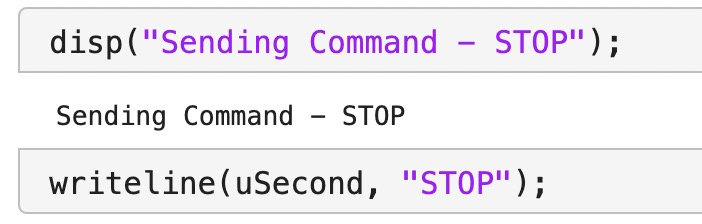 disp("Sending Command – STOP");
Sending Command – STOP
writeline(uSecond, "STOP");